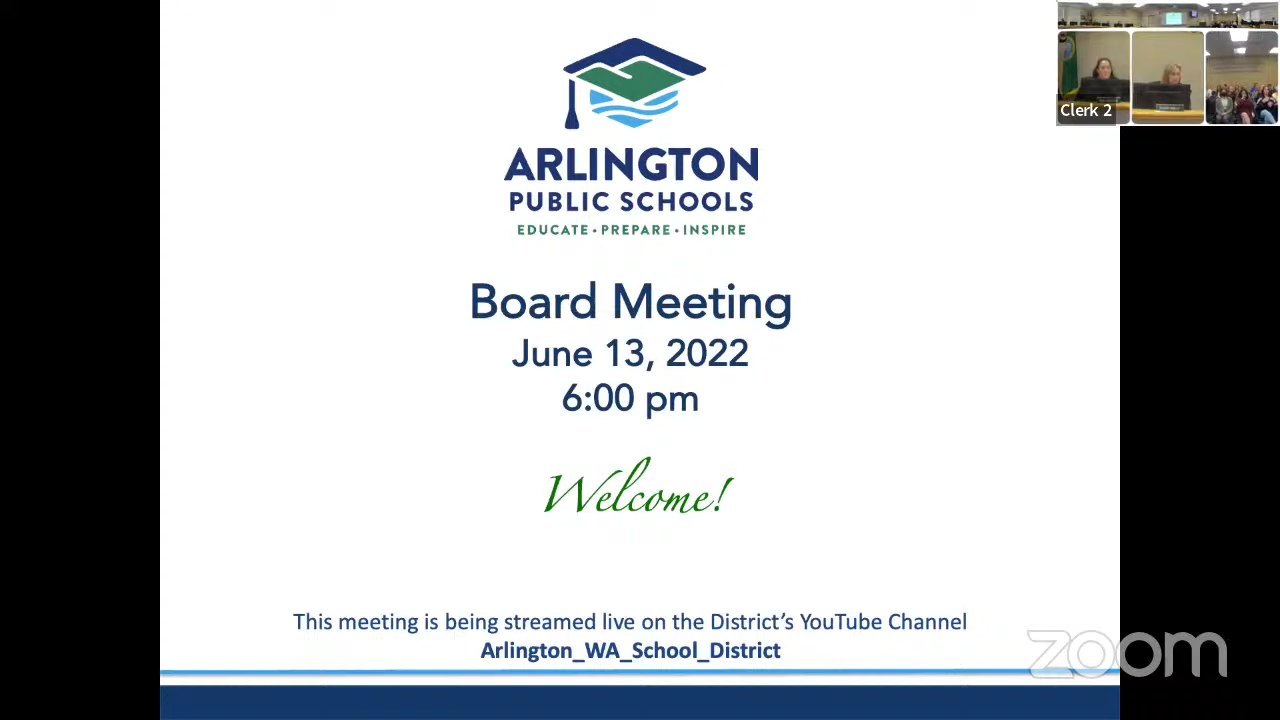 Clerk 2
ARLINGTON
PUBLIC SCHOOLS
EDUCATE • PREPARE • INSPIRE
Board Meeting
June 13, 2022
6:00 pm
Welcome!
This meeting is being streamed live on the District's YouTube Channel
Arlington_WA_School_District
zoom